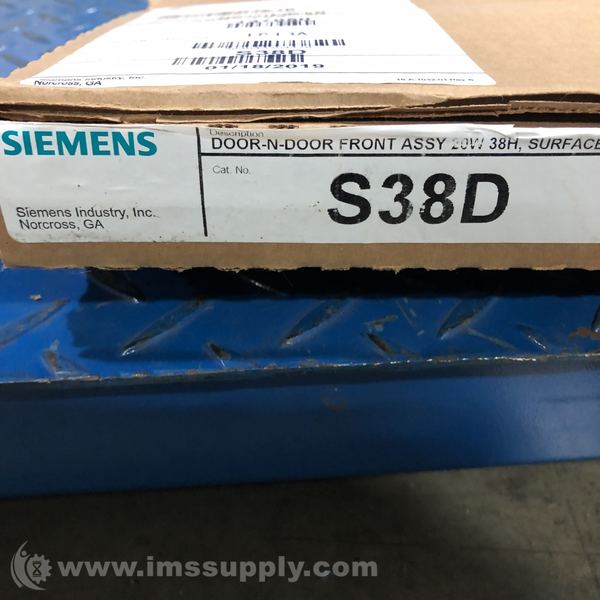 S38D
01/18/2019
Norcross, GA
SIEMENS
Description
DOOR-N-DOOR FRONT ASSY 20W 38H, SURFACE
Cat. No.
S38D
Siemens Industry, Inc.
Norcross, GA
www.imssupply.com